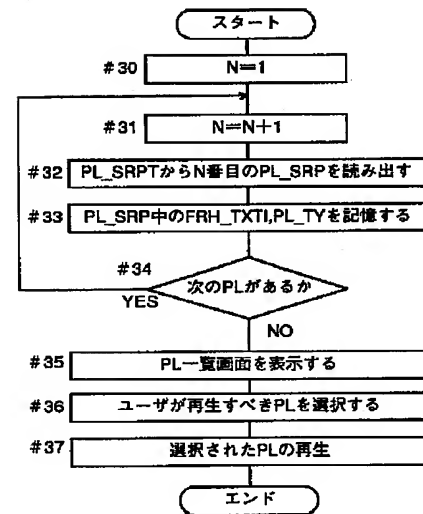 スタート
#30 N=1
#31 N=N+1
#32 PL_SRPTからN番目のPL_SRPを読み出す
#33 PL_SRP中のFRH_TXTI,PL_TYを記憶する
#34
次のPLがあるか
YES
NO
#35 PL一覧画面を表示する
#36 ユーザが再生すべきPLを選択する
#37 選択されたPLの再生
エンド